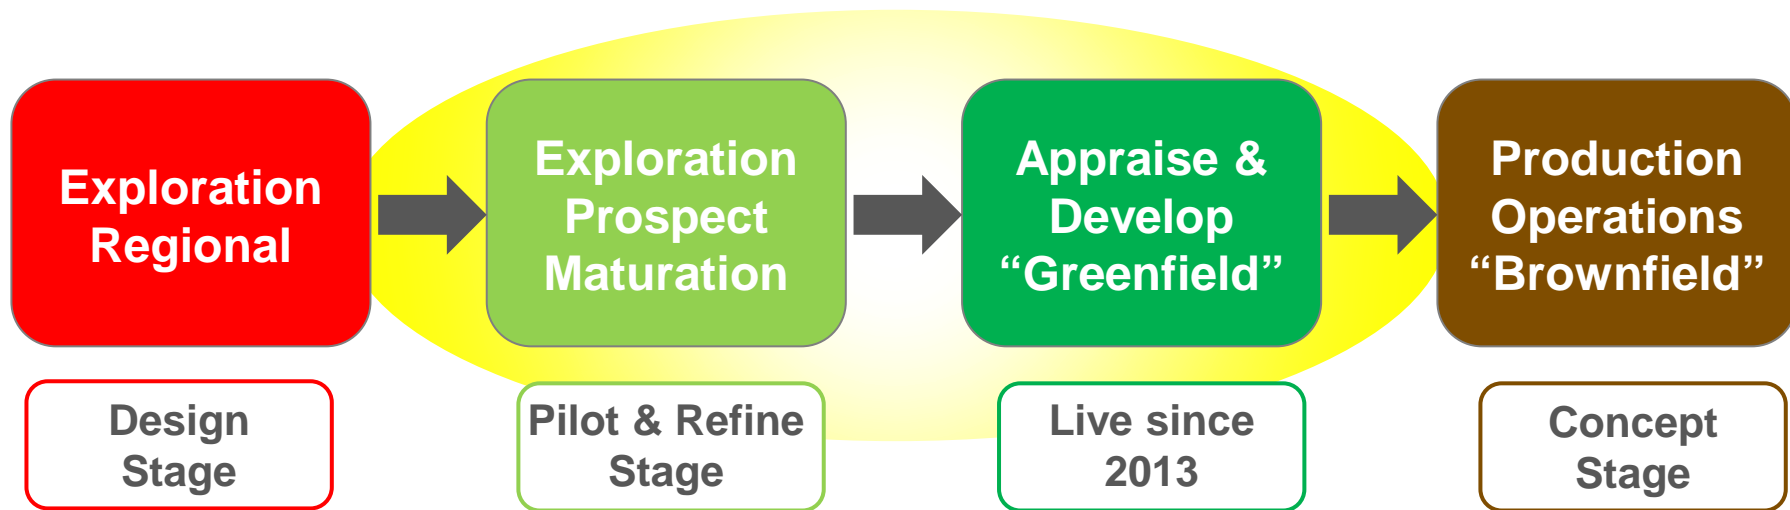 Exploration
Regional
Exploration
Prospect
Maturation
Appraise &
Develop
“Greenfield”
Production
Operations
“Brownfield”
Design
Stage
Pilot & Refine
Stage
Live since
2013
Concept
Stage